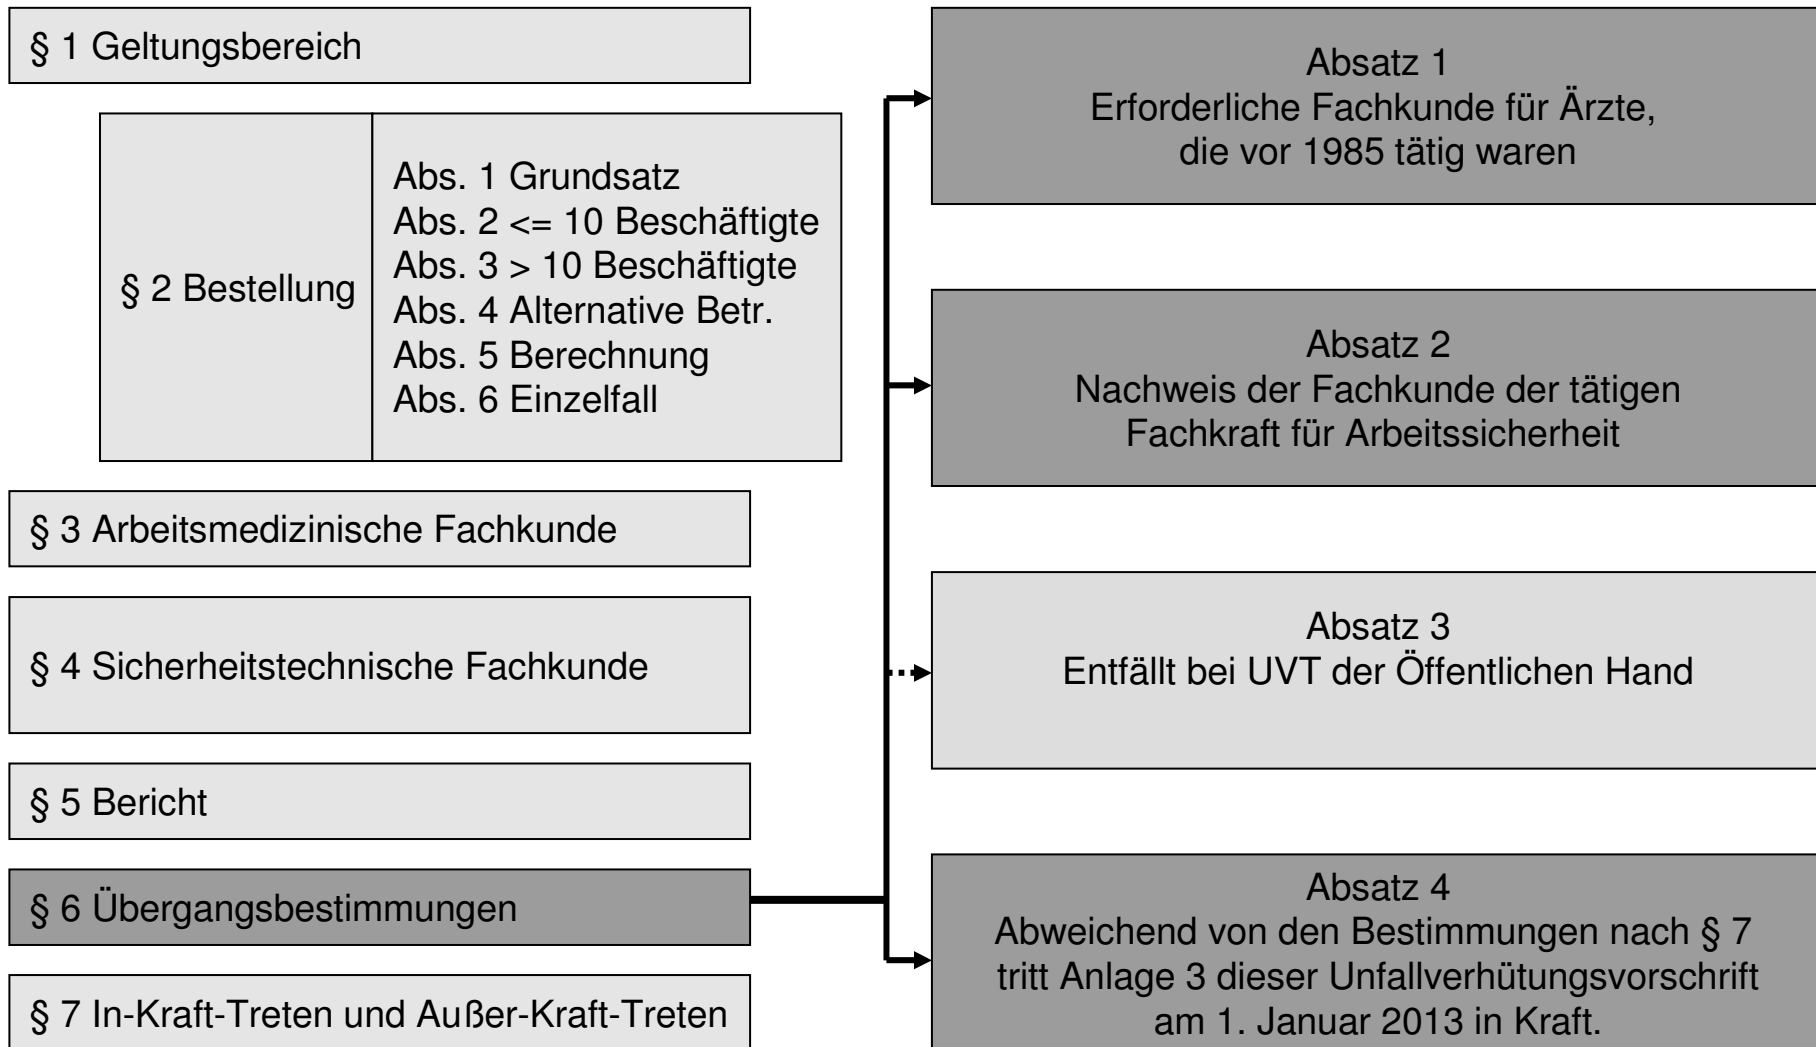 § 1 Geltungsbereich
§ 2 Bestellung
Abs. 1 Grundsatz
Abs. 2 <= 10 Beschäftigte
Abs. 3 > 10 Beschäftigte
Abs. 4 Alternative Betr.
Abs. 5 Berechnung
Abs. 6 Einzelfall
§ 3 Arbeitsmedizinische Fachkunde
§ 4 Sicherheitstechnische Fachkunde
§ 5 Bericht
§ 6 Übergangsbestimmungen
§ 7 In-Kraft-Treten und Außer-Kraft-Treten
Absatz 1
Erforderliche Fachkunde für Ärzte,
die vor 1985 tätig waren
Absatz 2
Nachweis der Fachkunde der tätigen
Fachkraft für Arbeitssicherheit
Absatz 3
Entfällt bei UVT der Öffentlichen Hand
Absatz 4
Abweichend von den Bestimmungen nach § 7
tritt Anlage 3 dieser Unfallverhütungsvorschrift
am 1. Januar 2013 in Kraft.